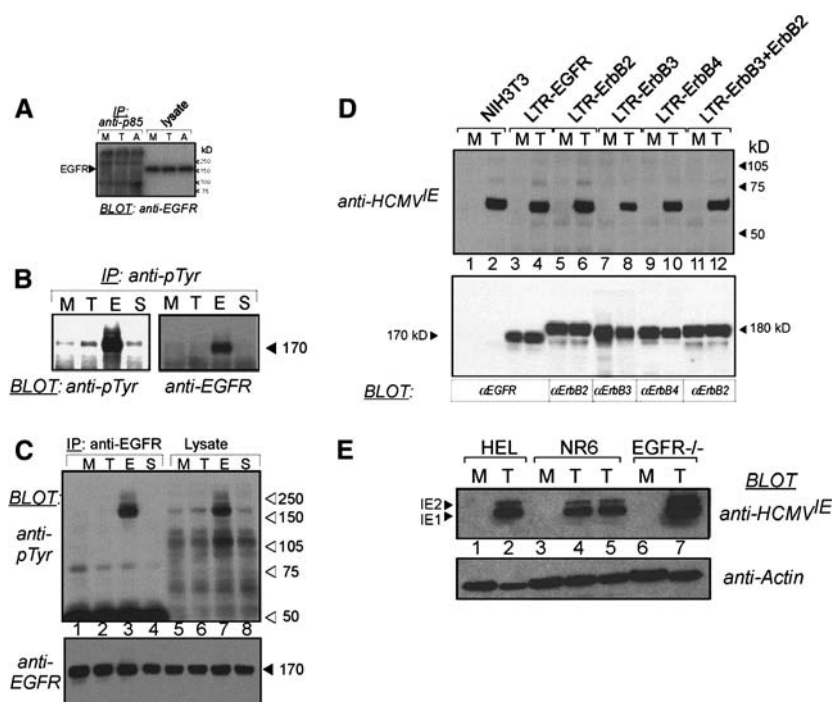 A
IP:
anti-p85
lysate
M T A M T A kD
EGFR
250
150
100
75
BLOT: anti-EGFR
B
IP: anti-pTyr
M T E S M T E S
170
BLOT: anti-pTyr anti-EGFR
C
IP: anti-EGFR Lysate
M T E S M T E S
BLOT:
anti-
pTyr
250
150
105
75
50
1 2 3 4 5 6 7 8
anti-
EGFR
170
D
NIH3T3
LTR-EGFR
LTR-ErbB2
LTR-ErbB3
LTR-ErbB4
LTR-ErbB3+ErbB2
M T M T M T M T M T M T kD
105
75
anti-HCMVIE
50
1 2 3 4 5 6 7 8 9 10 11 12
170 kD
180 kD
BLOT: αEGFR αErbB2 αErbB3 αErbB4 αErbB2
E
HEL NR6 EGFR-/-
M T M T T M T BLOT
IE2
IE1
anti-HCMVIE
1 2 3 4 5 6 7
anti-Actin